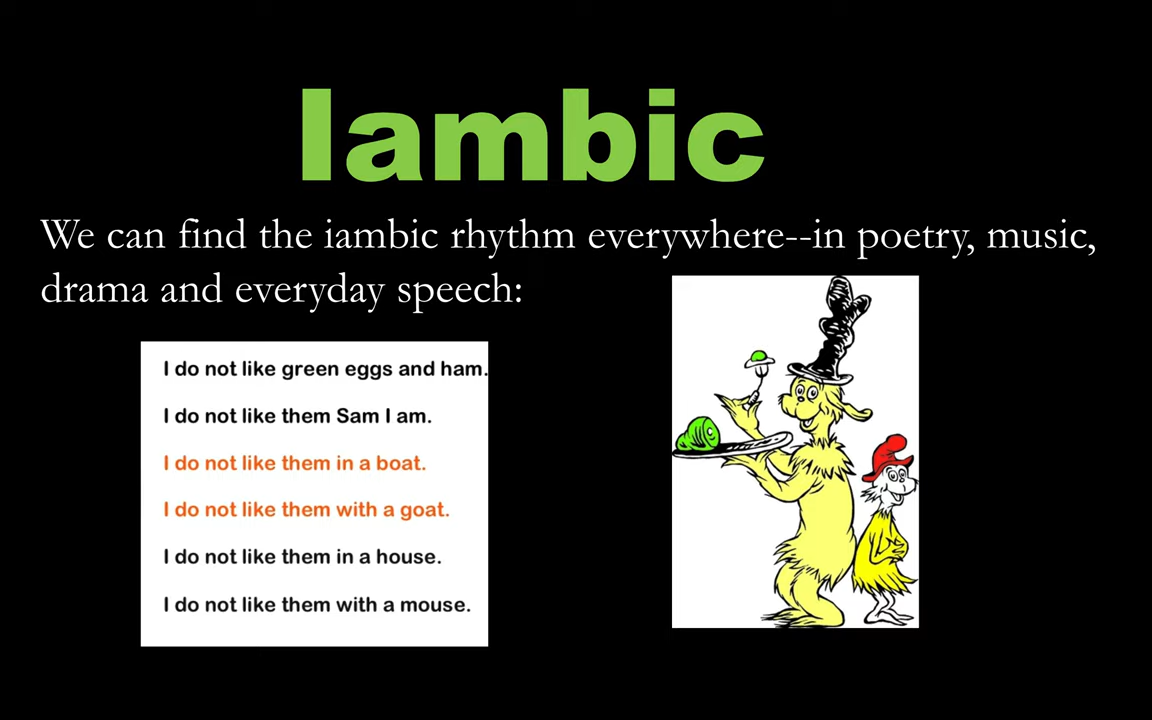 Iambic
We can find the iambic rhythm everywhere--in poetry, music,
drama and everyday speech:
I do not like green eggs and ham.
I do not like them Sam I am.
I do not like them in a boat.
I do not like them with a goat.
I do not like them in a house.
I do not like them with a mouse.